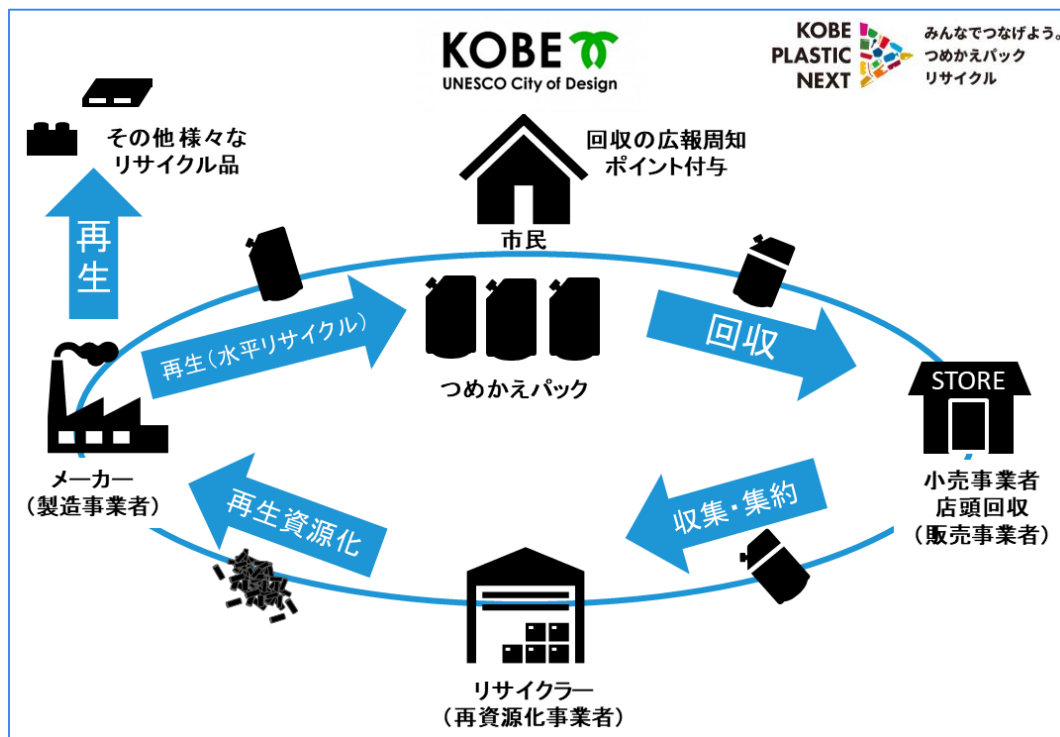 KOBE
UNESCO City of Design
KOBE
PLASTIC
NEXT
みんなでつなげよう。
つめかえパック
リサイクル
その他様々な
リサイクル品
回収の広報周知
ポイント付与
市民
再生
再生(水平リサイクル)
回収
つめかえパック
STORE
メーカー
(製造事業者)
小売事業者
店頭回収
(販売事業者)
再生資源化
収集・集約
リサイクラー
(再資源化事業者)